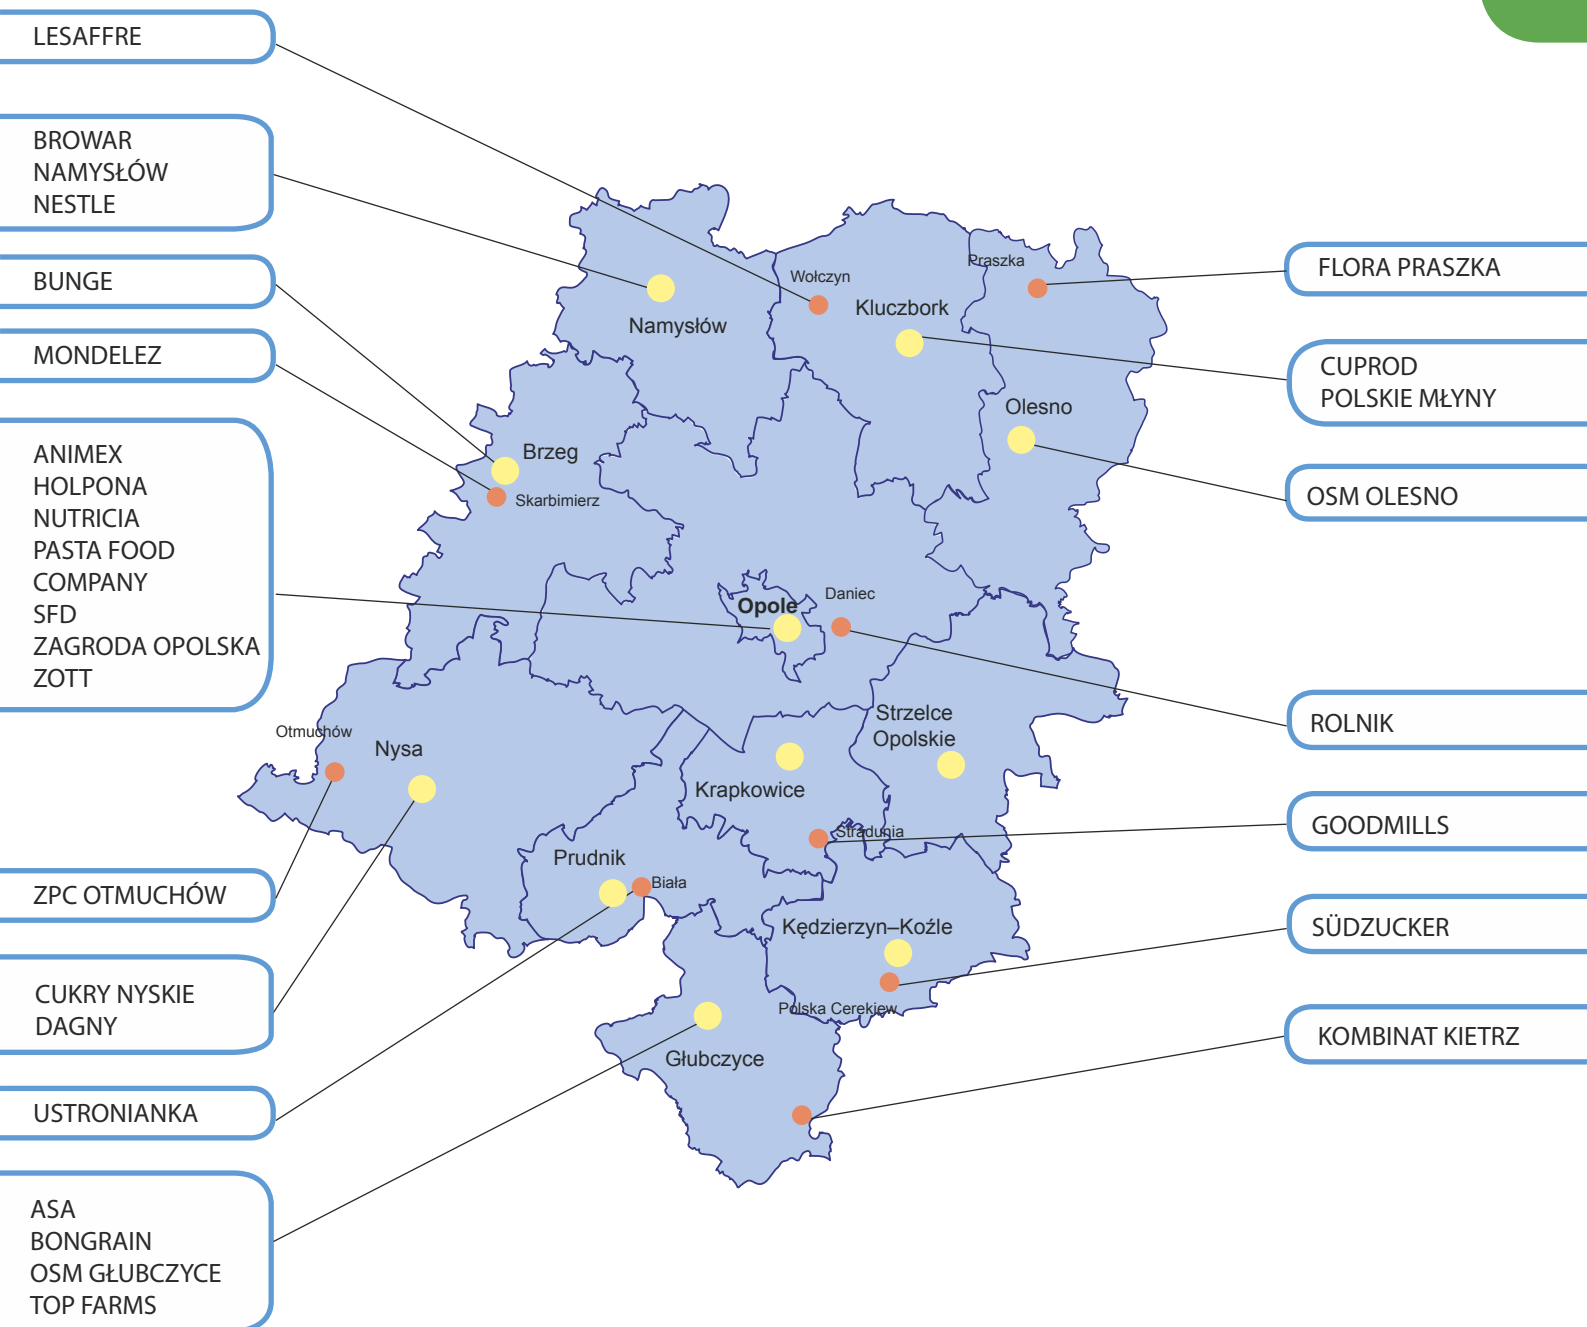 LESAFFRE
BROWAR
NAMYSŁÓW
NESTLE
BUNGE
MONDELEZ
ANIMEX
HOLPONA
NUTRICIA
PASTA FOOD
COMPANY
SFD
ZAGRODA OPOLSKA
ZOTT
ZPC OTMUCHÓW
CUKRY NYSKIE
DAGNY
USTRONIANKA
ASA
BONGRAIN
OSM GŁUBCZYCE
TOP FARMS
Namysłów
Wołczyn
Kluczbork
Praszka
Olesno
Brzeg
Skarbimierz
Opole
Daniec
Otmuchów
Nysa
Strzelce
Opolskie
Krapkowice
Stradunia
Prudnik
Biała
Kędzierzyn–Koźle
Polska Cerekiew
Głubczyce
FLORA PRASZKA
CUPROD
POLSKIE MŁYNY
OSM OLESNO
ROLNIK
GOODMILLS
SÜDZUCKER
KOMBINAT KIETRZ